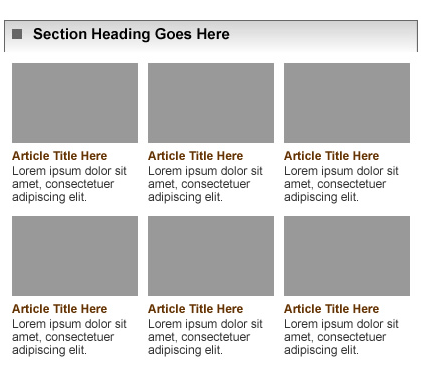 Section Heading Goes Here
Article Title Here
Lorem ipsum dolor sit
amet, consectetuer
adipiscing elit.
Article Title Here
Lorem ipsum dolor sit
amet, consectetuer
adipiscing elit.
Article Title Here
Lorem ipsum dolor sit
amet, consectetuer
adipiscing elit.
Article Title Here
Lorem ipsum dolor sit
amet, consectetuer
adipiscing elit.
Article Title Here
Lorem ipsum dolor sit
amet, consectetuer
adipiscing elit.
Article Title Here
Lorem ipsum dolor sit
amet, consectetuer
adipiscing elit.